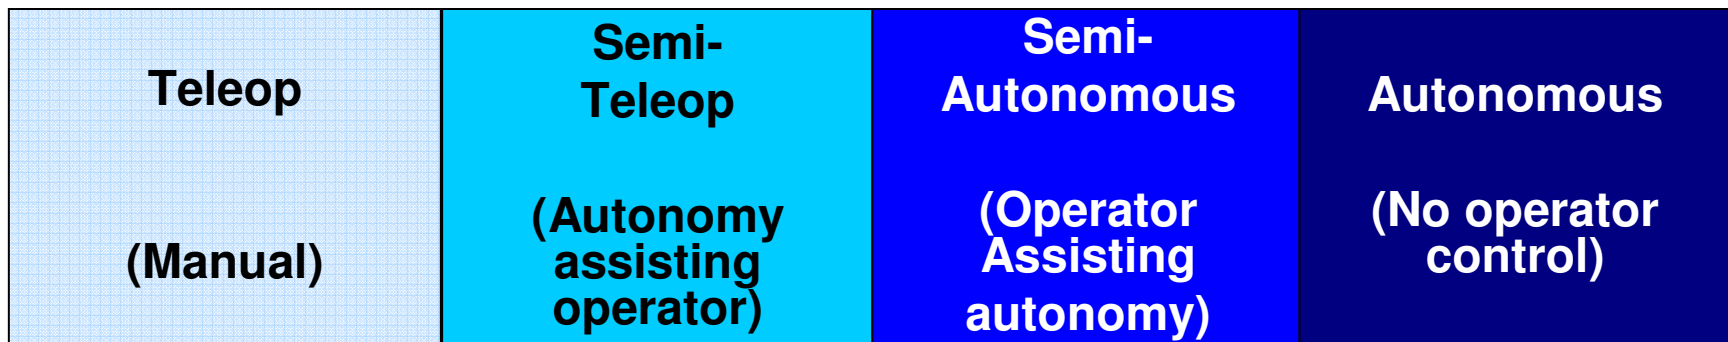 Teleop
(Manual)
Semi-
Teleop
(Autonomy
assisting
operator)
Semi-
Autonomous
(Operator
Assisting
autonomy)
Autonomous
(No operator
control)